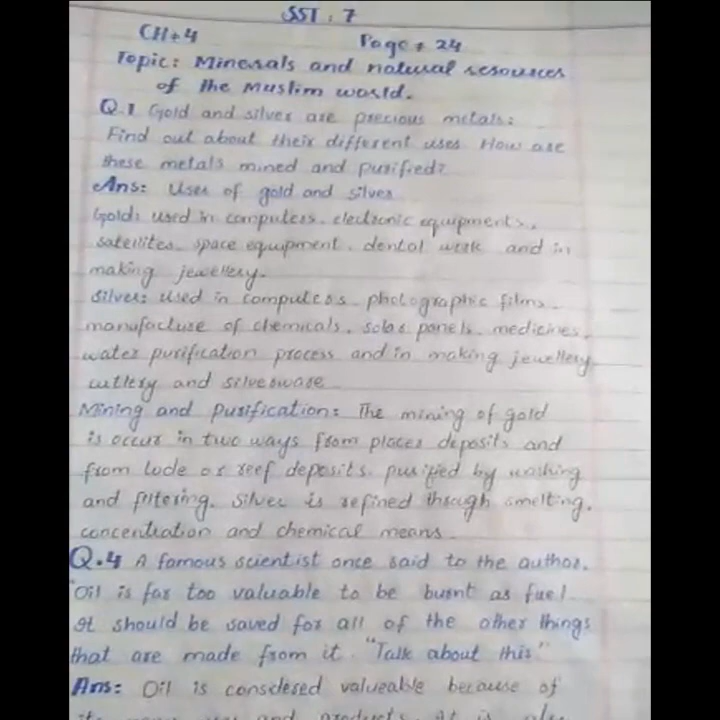 SST: 7
CH:4
Page: 24
Topic: Minerals and natural resources
of the Muslim world.
Q.1 Gold and silver are precious metals:
Find out about their different uses How are
these metals mined and purified?
Ans: Uses of gold and silver
Gold: used in computers. electronic equipments,
satellites. space equipment. dental work and in
making jewellery.
Silver: used in computers. photographic films.
manufacture of chemicals. solar panels. medicines.
water purification process and in making jewellery
cutlery and silverware
Mining and purification: The mining of gold
is occur in two ways from placer deposits and
from lode or reef deposits. purified by washing
and filtering. Silver is refined through smelting.
concentration and chemical means.
Q.4 A famous scientist once said to the author.
"Oil is far too valuable to be burnt as fuel.
It should be saved for all of the other things
that are made from it. "Talk about this"
Ans: Oil is considered valueable because of
and products. It is also